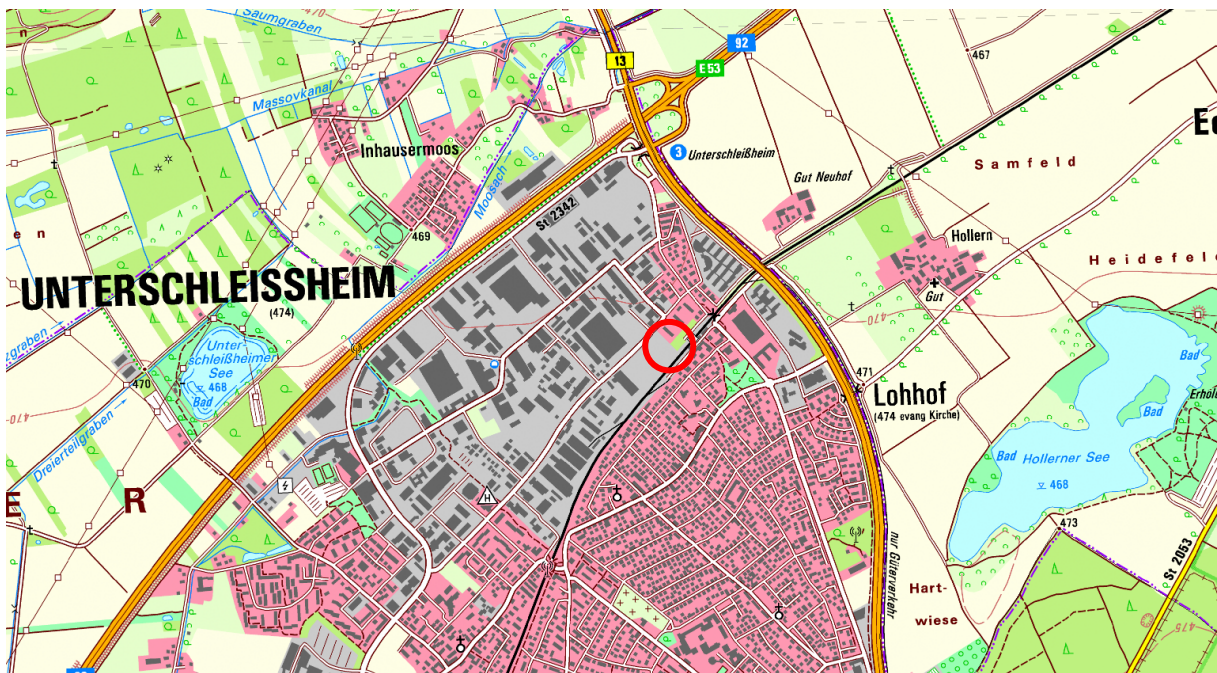 Saumgraben
470
92
E 53
13
467
Massovkanal
Inhausermoos
3 Unterschleißheim
Samfeld
Gut Neuhof
Moosach
St 2342
469
Hollern
Heidefel
Gut
UNTERSCHLEISSHEIM
(474)
470
Unter
schleißheimer
See
468
Bad
470
471
Lohhof
(474 evang Kirche)
Bad
Bad
Dreierteilgraben
Bad
Hollerner See
468
E R
H
473
St 2053
nur Güterverkehr
Hart-
wiese
475